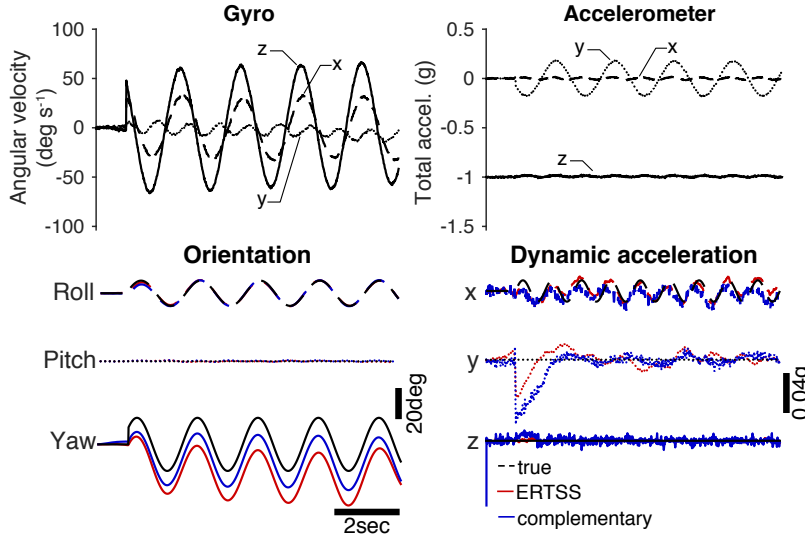 Gyro
Angular velocity
(deg s⁻¹)
100
50
0
-50
-100
z
x
y
Accelerometer
Total accel. (g)
0.5
0
-0.5
-1
-1.5
y
x
z
Orientation
Roll
Pitch
Yaw
20deg
2sec
Dynamic acceleration
x
y
z
0.04g
true
ERTSS
complementary